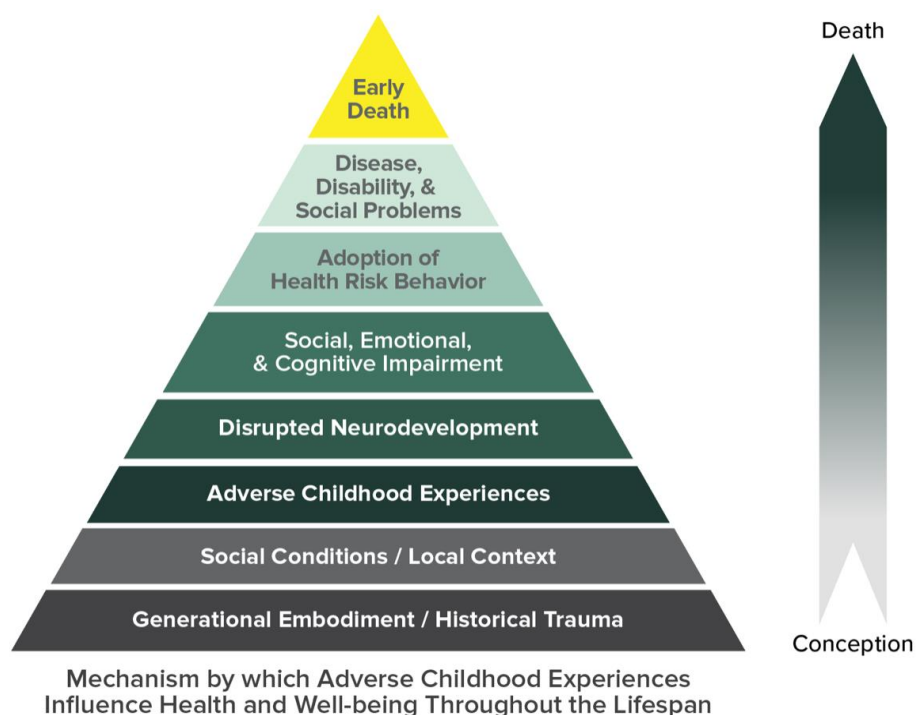 Death
Early
Death
Disease,
Disability, &
Social Problems
Adoption of
Health Risk Behavior
Social, Emotional,
& Cognitive Impairment
Disrupted Neurodevelopment
Adverse Childhood Experiences
Social Conditions / Local Context
Generational Embodiment / Historical Trauma
Conception
Mechanism by which Adverse Childhood Experiences
Influence Health and Well-being Throughout the Lifespan